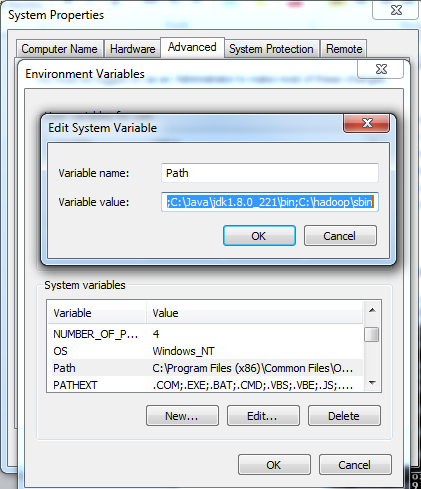 System Properties
Computer Name Hardware Advanced System Protection Remote
Environment Variables
Edit System Variable
Variable name: Path
Variable value: ;C:\Java\jdk1.8.0_221\bin;C:\hadoop\sbin
OK Cancel
System variables
Variable Value
NUMBER_OF_P... 4
OS Windows_NT
Path C:\Program Files (x86)\Common Files\O...
PATHEXT .COM;.EXE;.BAT;.CMD;.VBS;.VBE;.JS;....
New... Edit... Delete
OK Cancel